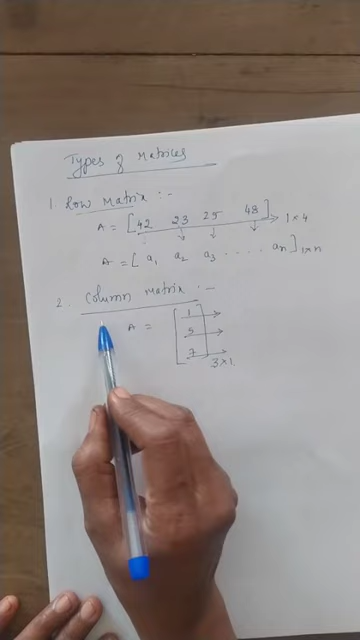 Types of Matrices
1. Row Matrix :-
A = [42 23 25 48] 1×4
A = [a1 a2 a3 .... an] 1×n
2. Column Matrix :-
A = [1
5
7] 3×1